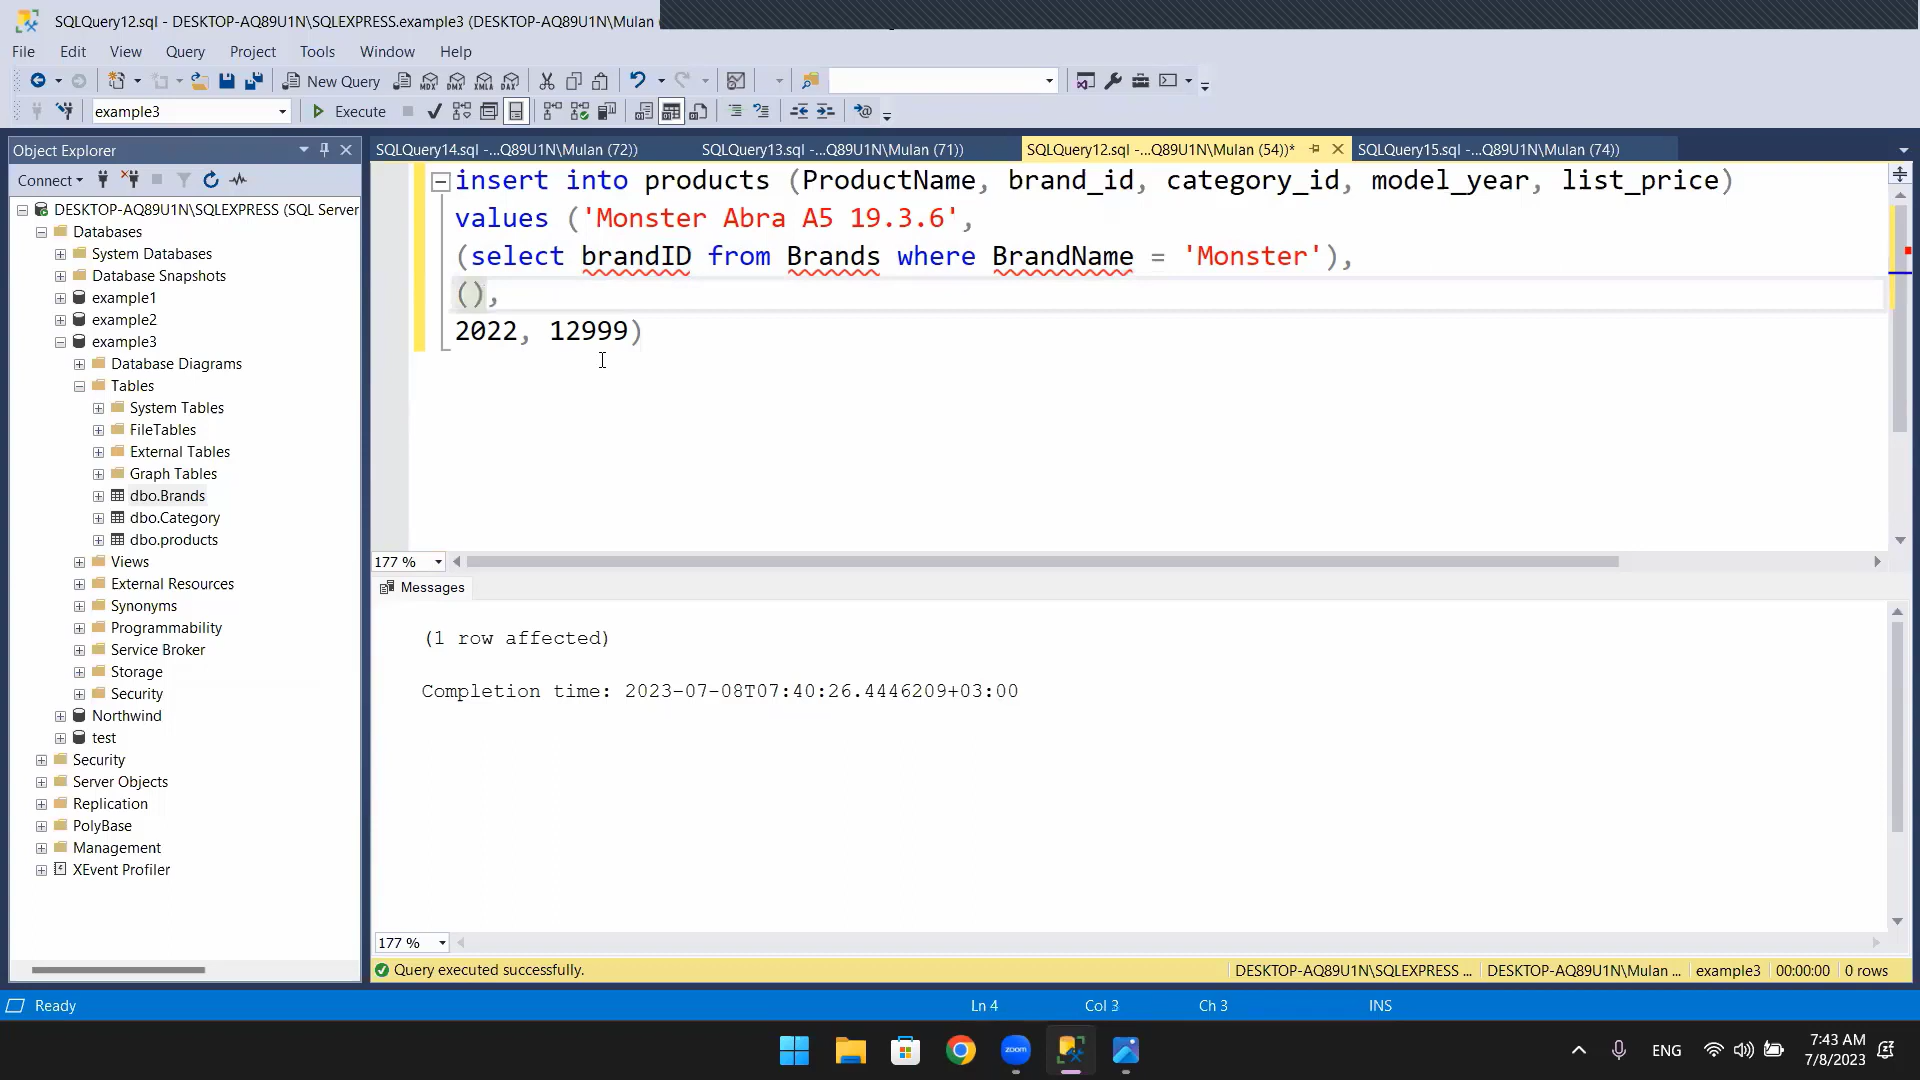 SQLQuery12.sql - DESKTOP-AQ89U1N\SQLEXPRESS.example3 (DESKTOP-AQ89U1N\Mulan
File Edit View Query Project Tools Window Help
New Query
MDX DMX XMLA DAX
example3 Execute
Object Explorer
Connect
DESKTOP-AQ89U1N\SQLEXPRESS (SQL Server
Databases
System Databases
Database Snapshots
example1
example2
example3
Database Diagrams
Tables
System Tables
FileTables
External Tables
Graph Tables
dbo.Brands
dbo.Category
dbo.products
Views
External Resources
Synonyms
Programmability
Service Broker
Storage
Security
Northwind
test
Security
Server Objects
Replication
PolyBase
Management
XEvent Profiler
SQLQuery14.sql -...Q89U1N\Mulan (72)) SQLQuery13.sql -...Q89U1N\Mulan (71)) SQLQuery12.sql -...Q89U1N\Mulan (54))* SQLQuery15.sql -...Q89U1N\Mulan (74))
insert into products (ProductName, brand_id, category_id, model_year, list_price)
values ('Monster Abra A5 19.3.6',
(select brandID from Brands where BrandName = 'Monster'),
(),
2022, 12999)
177 %
Messages
(1 row affected)
Completion time: 2023-07-08T07:40:26.4446209+03:00
177 %
Query executed successfully. DESKTOP-AQ89U1N\SQLEXPRESS ... DESKTOP-AQ89U1N\Mulan ... example3 00:00:00 0 rows
Ready Ln 4 Col 3 Ch 3 INS
zoom
ENG
7:43 AM
7/8/2023